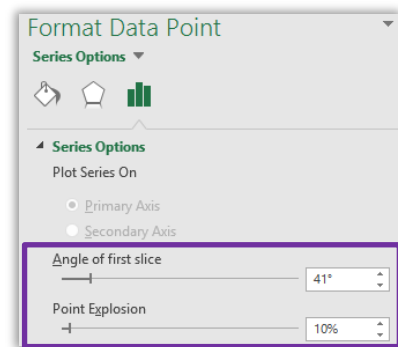 Format Data Point
Series Options
Series Options
Plot Series On
Primary Axis
Secondary Axis
Angle of first slice
41°
Point Explosion
10%